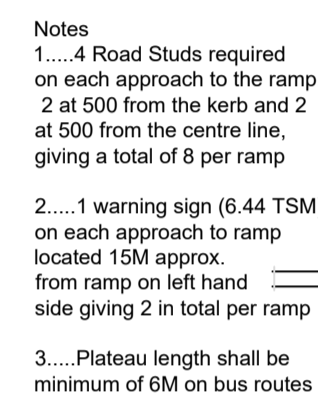 Notes
1.....4 Road Studs required
on each approach to the ramp
2 at 500 from the kerb and 2
at 500 from the centre line,
giving a total of 8 per ramp
2.....1 warning sign (6.44 TSM
on each approach to ramp
located 15M approx.
from ramp on left hand
side giving 2 in total per ramp
3.....Plateau length shall be
minimum of 6M on bus routes